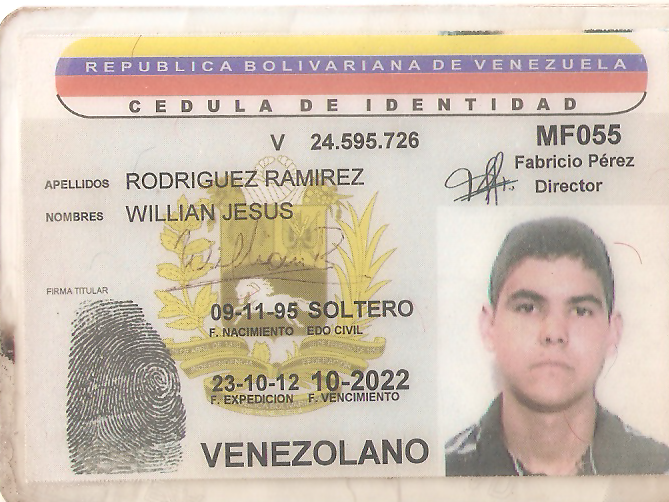 REPUBLICA BOLIVARIANA DE VENEZUELA
CEDULA DE IDENTIDAD
V 24.595.726
MF055
Fabricio Pérez
Director
APELLIDOS RODRIGUEZ RAMIREZ
NOMBRES WILLIAN JESUS
William R
FIRMA TITULAR
09-11-95 SOLTERO
F. NACIMIENTO EDO CIVIL
23-10-12 10-2022
F. EXPEDICION F. VENCIMIENTO
VENEZOLANO